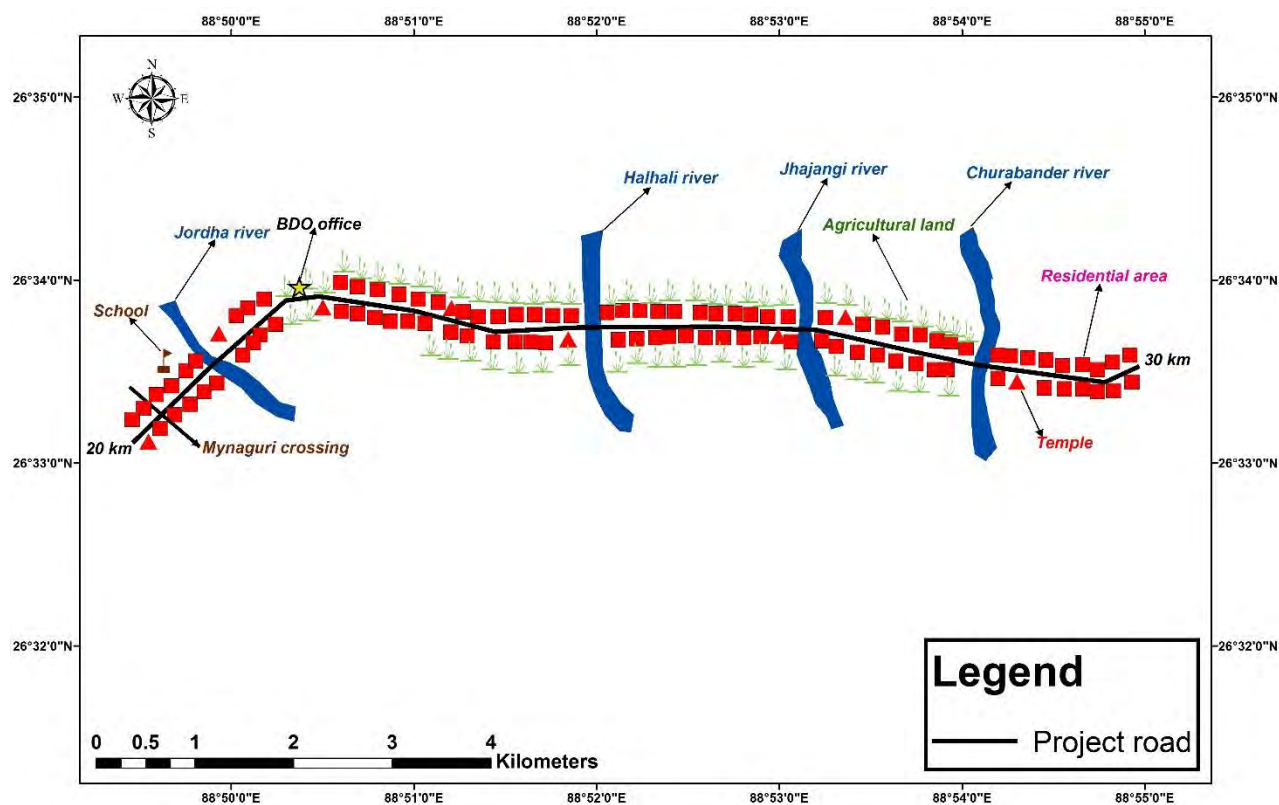 88°50'0"E
88°51'0"E
88°52'0"E
88°53'0"E
88°54'0"E
88°55'0"E
N
W
E
S
26°35'0"N
26°35'0"N
Halhali river
Jhajangi river
Churabander river
Jordha river
BDO office
Agricultural land
Residential area
26°34'0"N
26°34'0"N
School
30 km
20 km
Mynaguri crossing
Temple
26°33'0"N
26°33'0"N
26°32'0"N
26°32'0"N
Legend
Project road
0 0.5 1 2 3 4
Kilometers
88°50'0"E
88°51'0"E
88°52'0"E
88°53'0"E
88°54'0"E
88°55'0"E